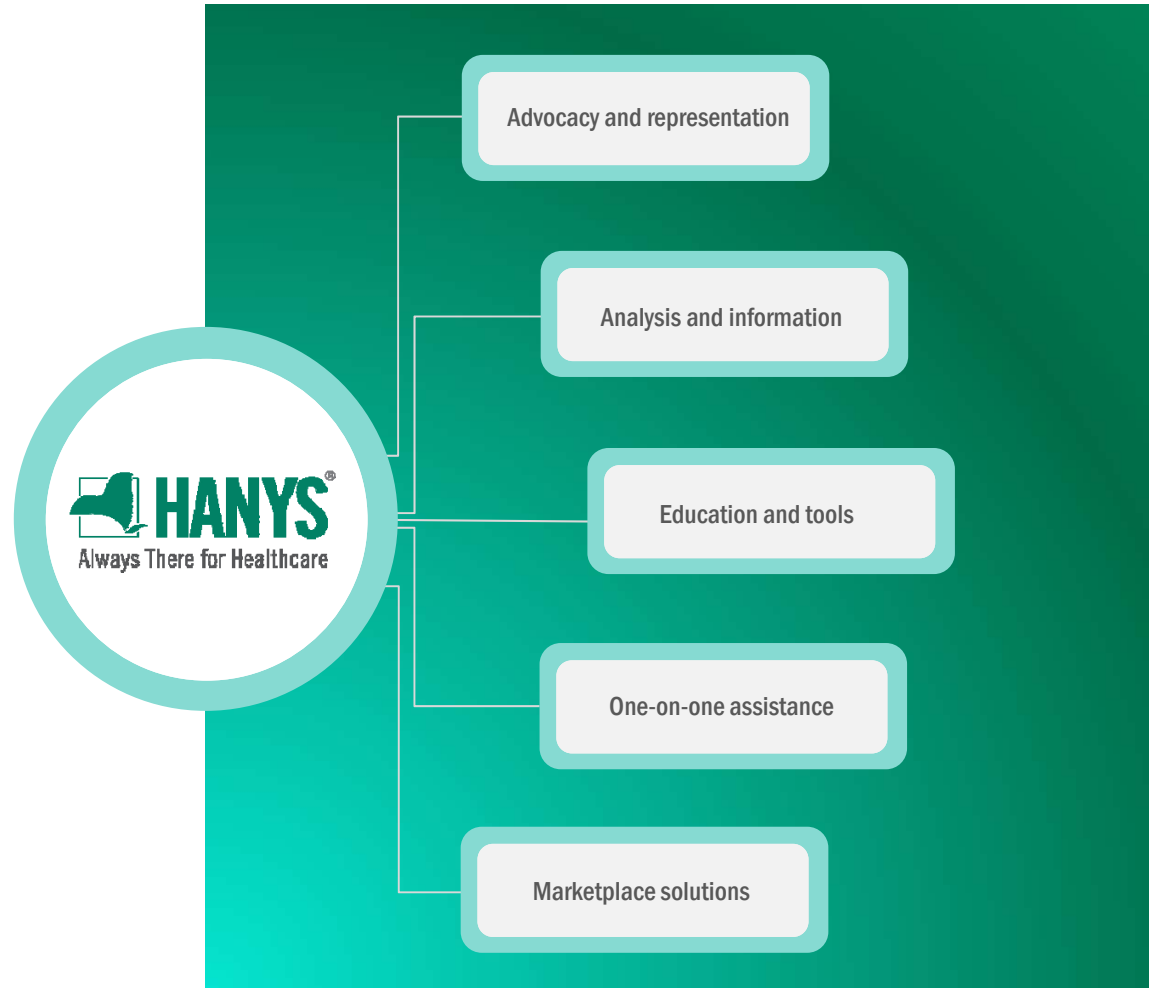 Advocacy and representation
Analysis and information
HANYS®
Always There for Healthcare
Education and tools
One-on-one assistance
Marketplace solutions